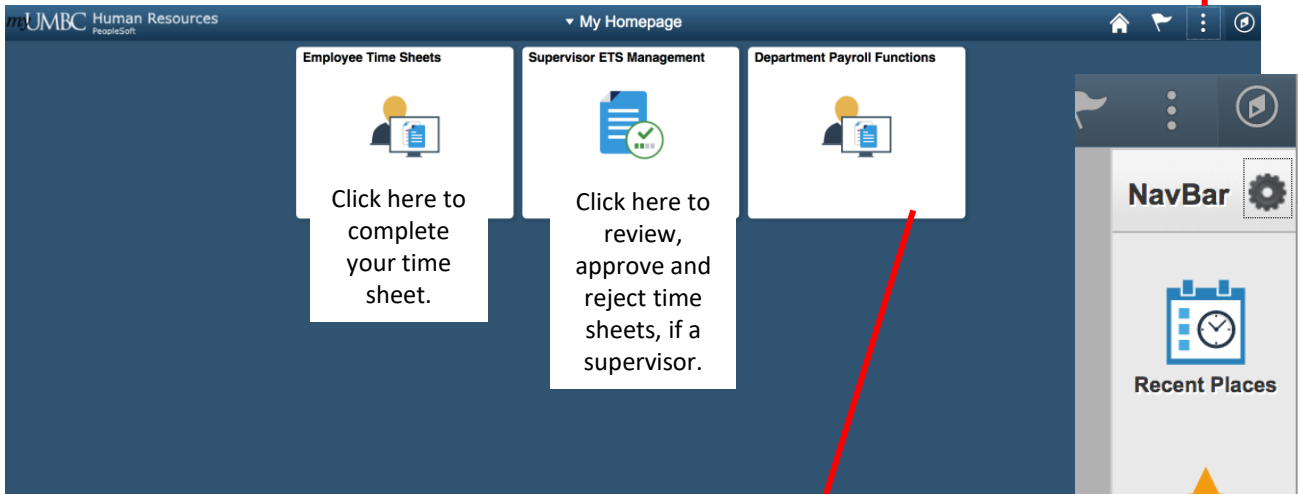 myUMBC Human Resources
PeopleSoft
My Homepage
Employee Time Sheets
Supervisor ETS Management
Department Payroll Functions
Click here to
complete
your time
sheet.
Click here to
review,
approve and
reject time
sheets, if a
supervisor.
NavBar
Recent Places